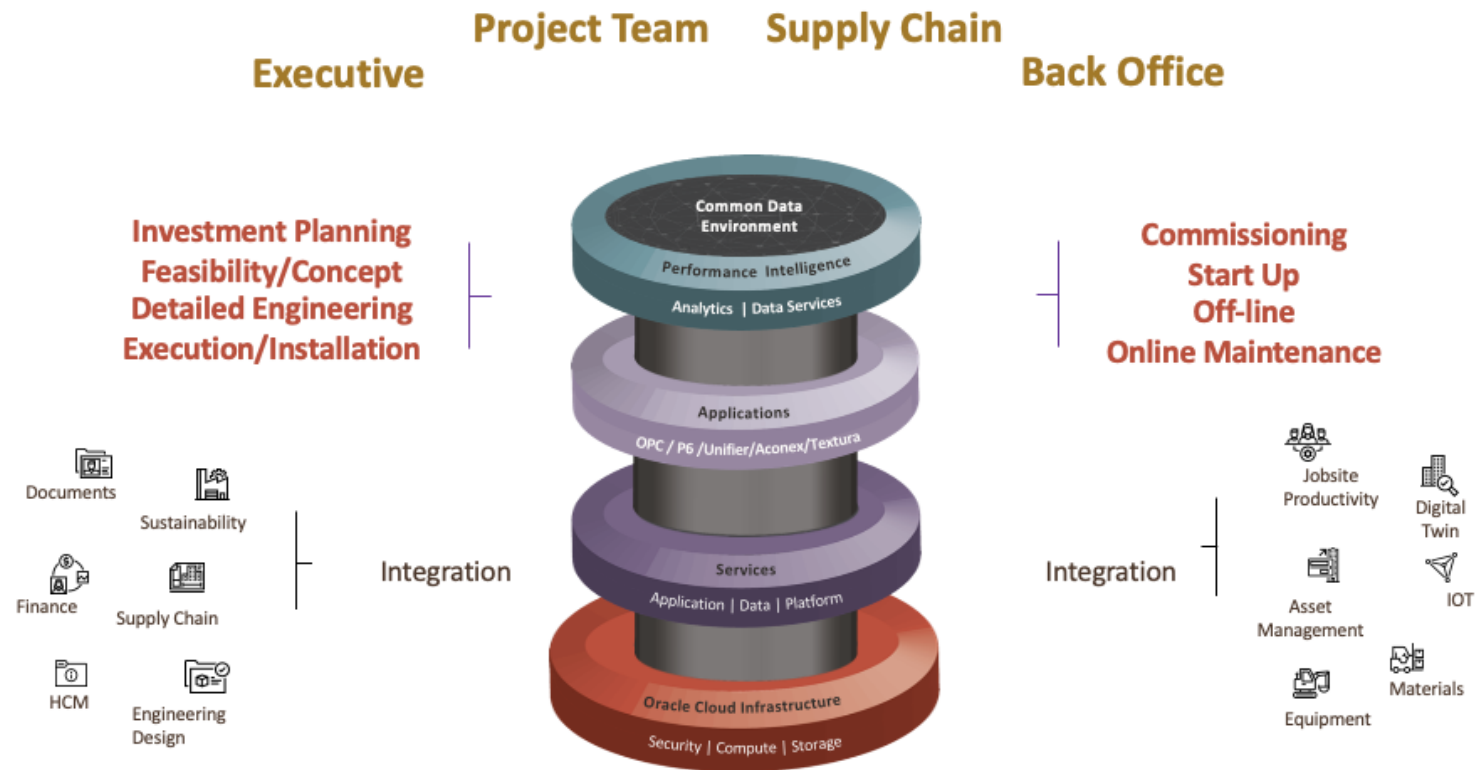 Project Team
Supply Chain
Executive
Back Office
Common Data
Environment
Performance Intelligence
Analytics | Data Services
Investment Planning
Feasibility/Concept
Detailed Engineering
Execution/Installation
Commissioning
Start Up
Off-line
Online Maintenance
Applications
OPC / P6 /Unifier/Aconex/Textura
Services
Application | Data | Platform
Oracle Cloud Infrastructure
Security | Compute | Storage
Documents
Sustainability
Finance
Supply Chain
HCM
Engineering
Design
Integration
Integration
Jobsite
Productivity
Digital
Twin
Asset
Management
IOT
Materials
Equipment